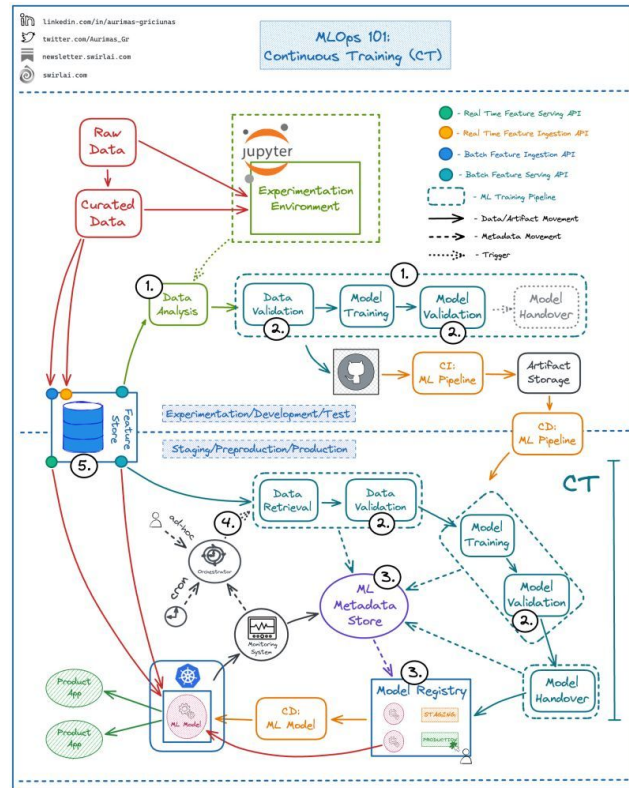 linkedin.com/in/aurimas-griciunas
twitter.com/Aurimas_Gr
newsletter.swirlai.com
swirlai.com
MLOps 101:
Continuous Training (CT)
Raw
Data
Curated
Data
jupyter
Experimentation
Environment
- Real Time Feature Serving API
- Real Time Feature Ingestion API
- Batch Feature Ingestion API
- Batch Feature Serving API
- ML Training Pipeline
- Data/Artifact Movement
- Metadata Movement
- Trigger
1.
Data
Analysis
1.
Data
Validation
2.
Model
Training
Model
Validation
2.
Model
Handover
CI:
ML Pipeline
Artifact
Storage
CD:
ML Pipeline
Feature
Store
5.
Experimentation/Development/Test
Staging/Preproduction/Production
CT
4.
Data
Retrieval
Data
Validation
2.
Model
Training
Model
Validation
2.
ad-hoc
cron
Orchestrator
Monitoring
System
3.
ML
Metadata
Store
3.
Model Registry
STAGING
PRODUCTION
Model
Handover
CD:
ML Model
ML Model
Product
App
Product
App